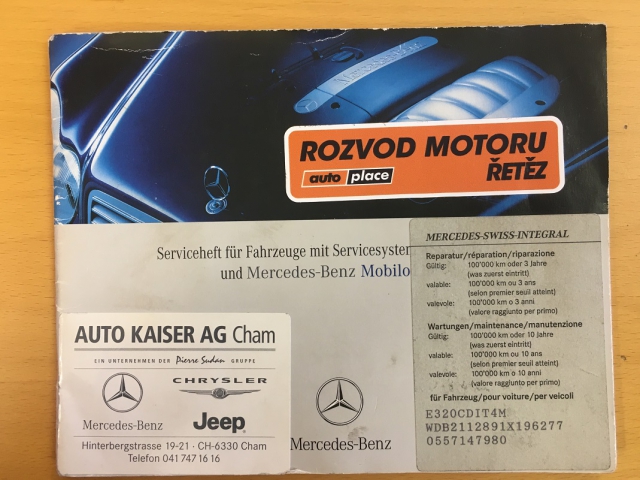 Mercedes-Benz
ROZVOD MOTORU
auto place
ŘETĚZ
Serviceheft für Fahrzeuge mit Servicesystem
und Mercedes-Benz Mobilo
MERCEDES-SWISS-INTEGRAL
Reparatur/réparation/riparazione
Gültig: 100'000 km oder 3 Jahre
(was zuerst eintritt)
valable: 100'000 km ou 3 ans
(selon premier seuil atteint)
valevole: 100'000 km o 3 anni
(valore raggiunto per primo)
Wartungen/maintenance/manutenzione
Gültig: 100'000 km oder 10 Jahre
(was zuerst eintritt)
valable: 100'000 km ou 10 ans
(selon premier seuil atteint)
valevole: 100'000 km o 10 anni
(valore raggiunto per primo)
für Fahrzeug/pour voiture/per veicoli
E320CDIT4M
WDB2112891X196277
0557147980
AUTO KAISER AG Cham
EIN UNTERNEHMEN DER Pierre Sudan GRUPPE
CHRYSLER
Mercedes-Benz
Jeep
Hinterbergstrasse 19-21 · CH-6330 Cham
Telefon 041 747 16 16
Mercedes-Benz